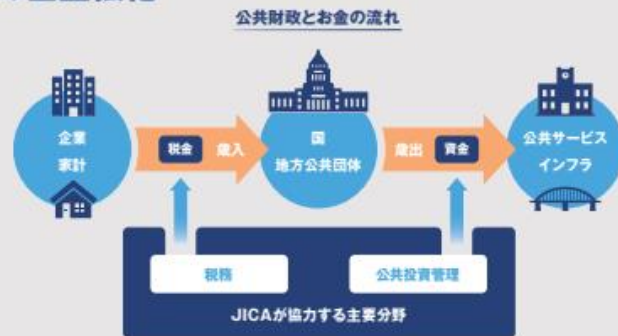 公共財政とお金の流れ
企業
家計
税金 歳入
国
地方公共団体
歳出 資金
公共サービス
インフラ
税務
公共投資管理
JICAが協力する主要分野